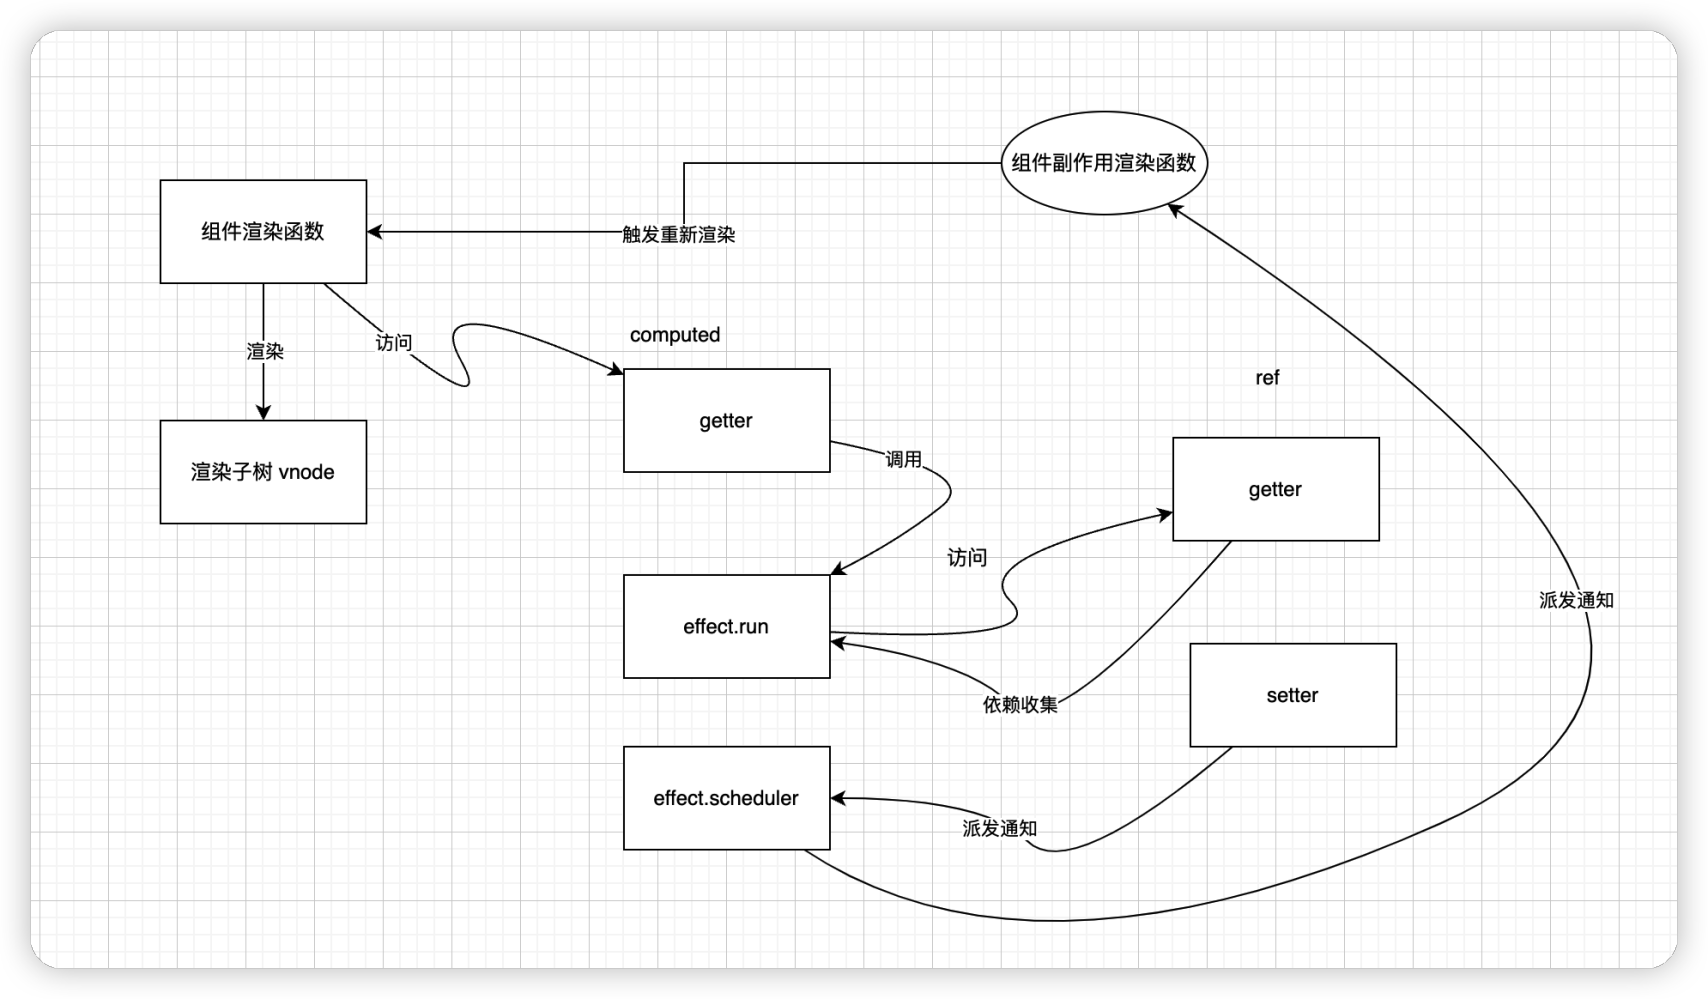 组件副作用渲染函数
组件渲染函数
触发重新渲染
访问
渲染
computed
ref
getter
渲染子树 vnode
调用
getter
访问
派发通知
effect.run
依赖收集
setter
effect.scheduler
派发通知